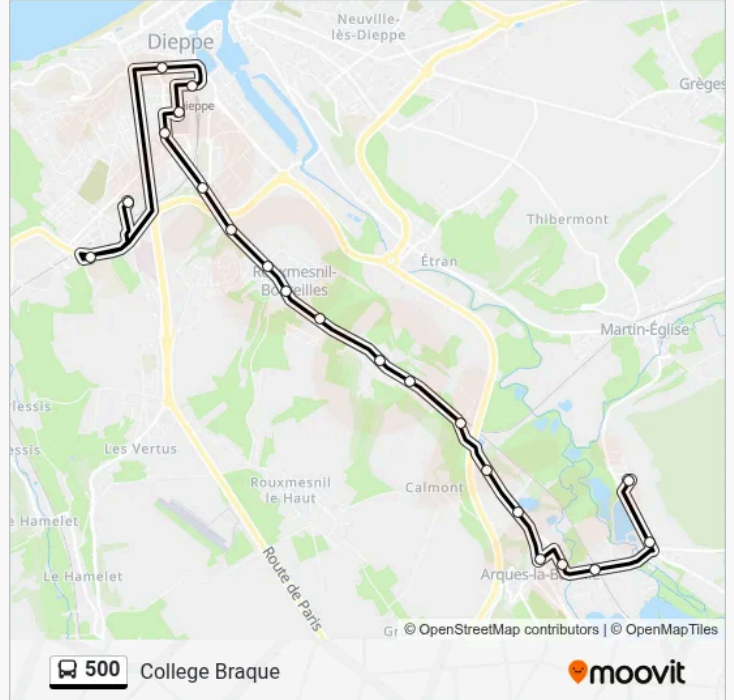 Neuville-
lès-Dieppe
Dieppe
Grèges
Dieppe
Thibermont
Étran
Rouxmesnil-
Bouteilles
Martin-Église
lessis
Les Vertus
essis
Rouxmesnil
le Haut
Calmont
e Hamelet
Route de Paris
Le Hamelet
Arques-la-B
© OpenStreetMap contributors | © OpenMapTiles
500 College Braque
moovit